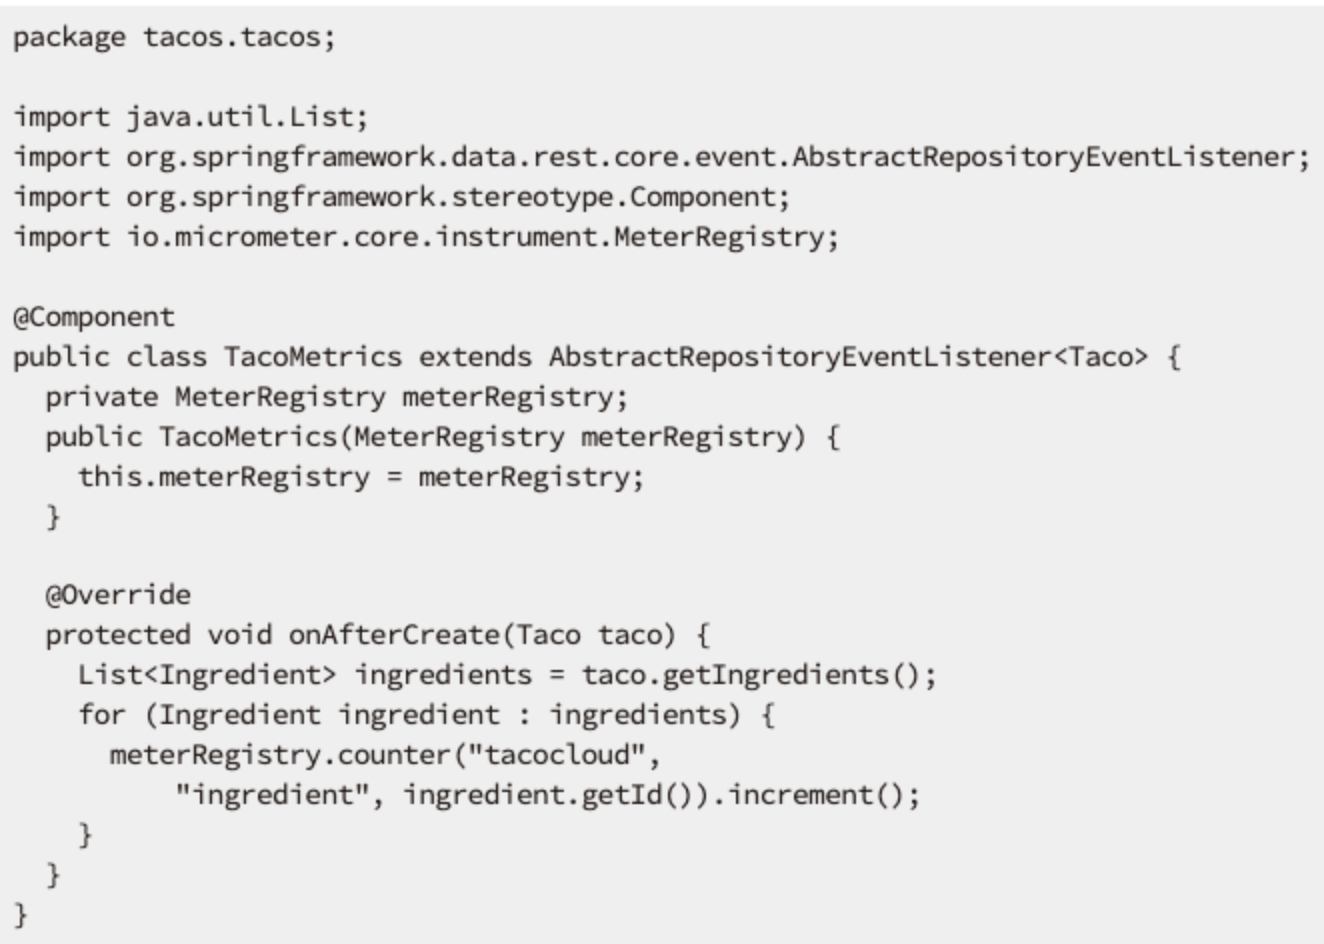 package tacos.tacos;
import java.util.List;
import org.springframework.data.rest.core.event.AbstractRepositoryEventListener;
import org.springframework.stereotype.Component;
import io.micrometer.core.instrument.MeterRegistry;
@Component
public class TacoMetrics extends AbstractRepositoryEventListener<Taco> {
  private MeterRegistry meterRegistry;
  public TacoMetrics(MeterRegistry meterRegistry) {
    this.meterRegistry = meterRegistry;
  }
  @Override
  protected void onAfterCreate(Taco taco) {
    List<Ingredient> ingredients = taco.getIngredients();
    for (Ingredient ingredient : ingredients) {
      meterRegistry.counter("tacocloud",
          "ingredient", ingredient.getId()).increment();
    }
  }
}